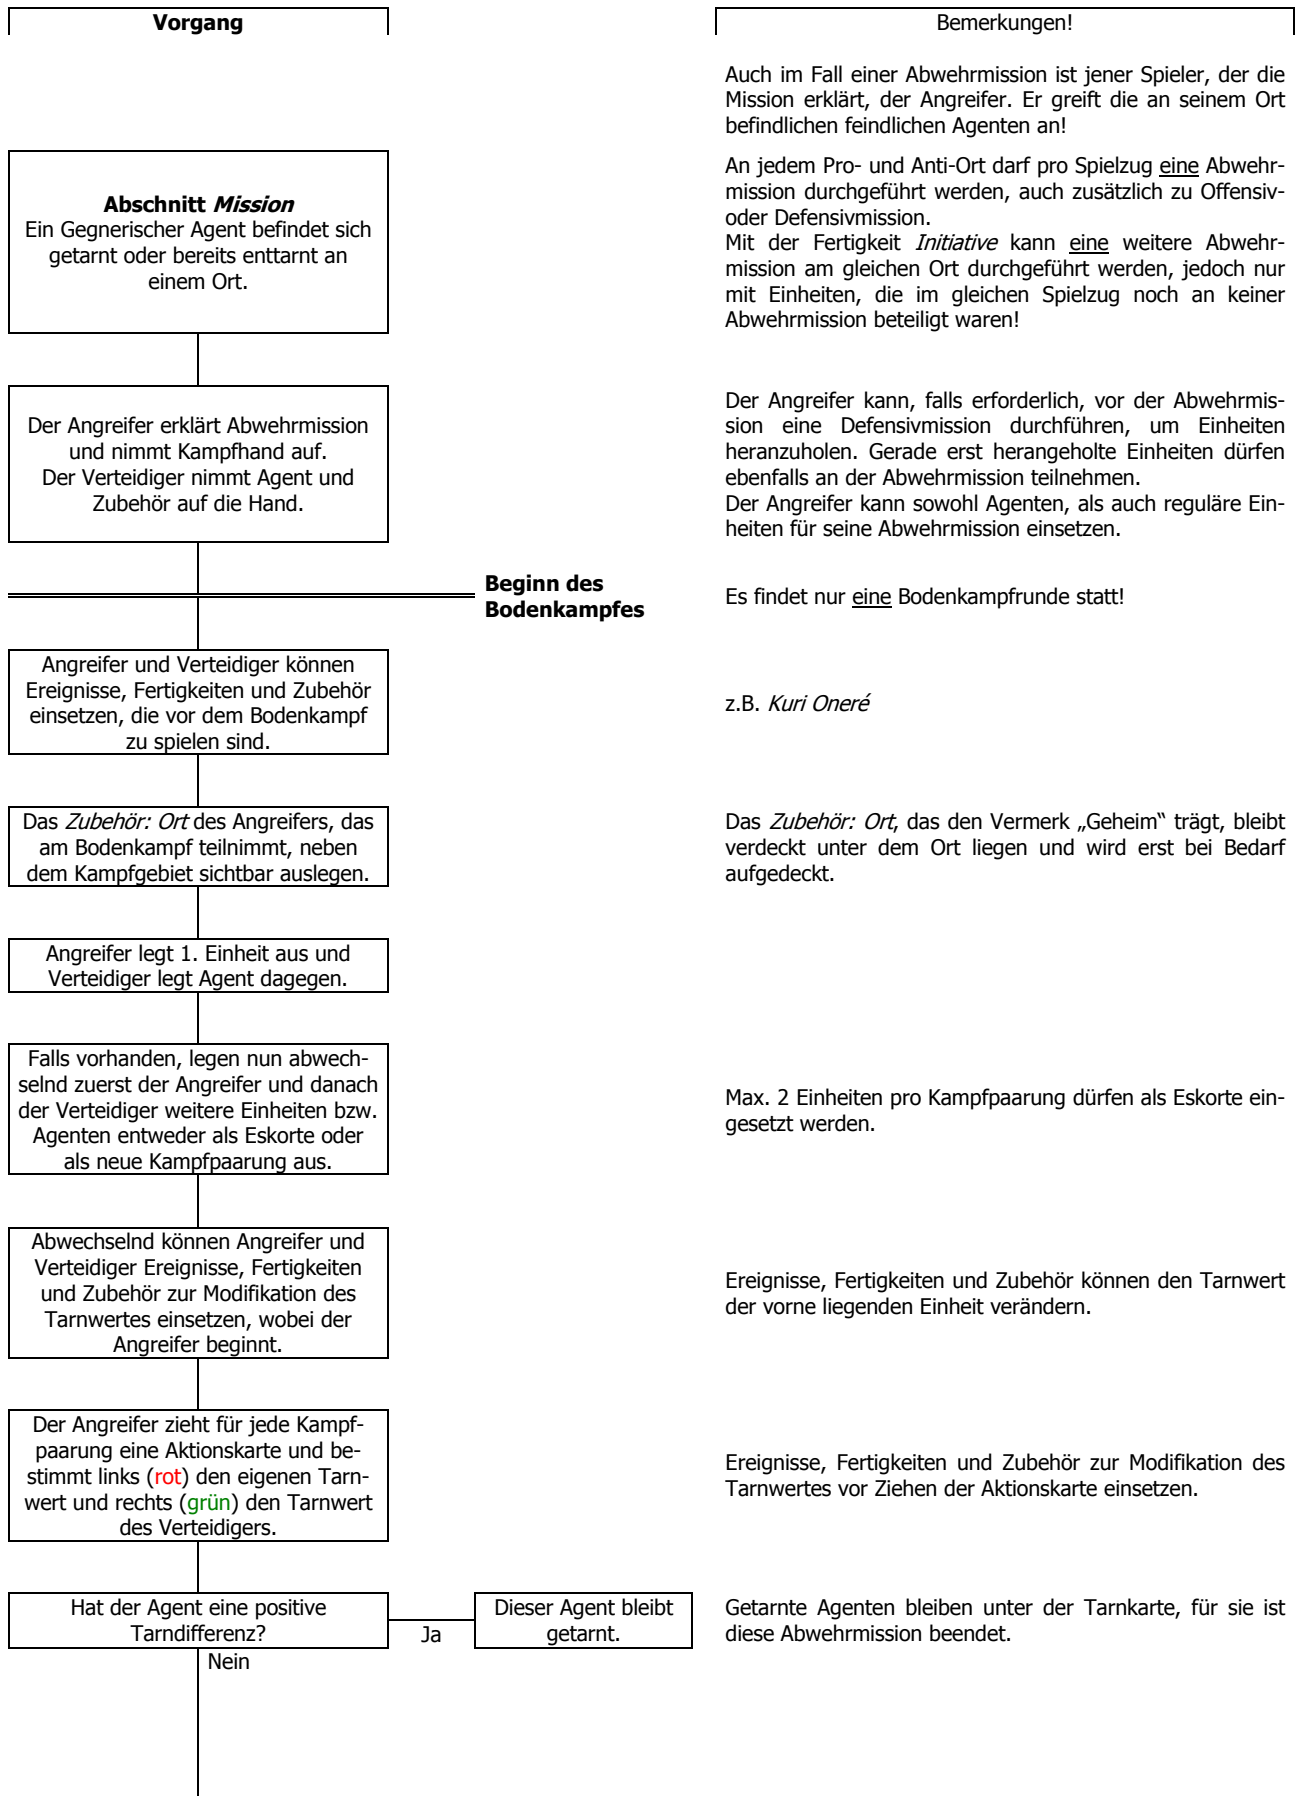 Vorgang
Bemerkungen!
Auch im Fall einer Abwehrmission ist jener Spieler, der die
Mission erklärt, der Angreifer. Er greift die an seinem Ort
befindlichen feindlichen Agenten an!
Abschnitt Mission
Ein Gegnerischer Agent befindet sich
getarnt oder bereits enttarnt an
einem Ort.
An jedem Pro- und Anti-Ort darf pro Spielzug eine Abwehr-
mission durchgeführt werden, auch zusätzlich zu Offensiv-
oder Defensivmission.
Mit der Fertigkeit Initiative kann eine weitere Abwehr-
mission am gleichen Ort durchgeführt werden, jedoch nur
mit Einheiten, die im gleichen Spielzug noch an keiner
Abwehrmission beteiligt waren!
Der Angreifer erklärt Abwehrmission
und nimmt Kampfhand auf.
Der Verteidiger nimmt Agent und
Zubehör auf die Hand.
Der Angreifer kann, falls erforderlich, vor der Abwehrmis-
sion eine Defensivmission durchführen, um Einheiten
heranzuholen. Gerade erst herangeholte Einheiten dürfen
ebenfalls an der Abwehrmission teilnehmen.
Der Angreifer kann sowohl Agenten, als auch reguläre Ein-
heiten für seine Abwehrmission einsetzen.
Beginn des
Bodenkampfes
Es findet nur eine Bodenkampfrunde statt!
Angreifer und Verteidiger können
Ereignisse, Fertigkeiten und Zubehör
einsetzen, die vor dem Bodenkampf
zu spielen sind.
z.B. Kuri Oneré
Das Zubehör: Ort des Angreifers, das
am Bodenkampf teilnimmt, neben
dem Kampfgebiet sichtbar auslegen.
Das Zubehör: Ort, das den Vermerk „Geheim“ trägt, bleibt
verdeckt unter dem Ort liegen und wird erst bei Bedarf
aufgedeckt.
Angreifer legt 1. Einheit aus und
Verteidiger legt Agent dagegen.
Falls vorhanden, legen nun abwech-
selnd zuerst der Angreifer und danach
der Verteidiger weitere Einheiten bzw.
Agenten entweder als Eskorte oder
als neue Kampfpaarung aus.
Max. 2 Einheiten pro Kampfpaarung dürfen als Eskorte ein-
gesetzt werden.
Abwechselnd können Angreifer und
Verteidiger Ereignisse, Fertigkeiten
und Zubehör zur Modifikation des
Tarnwertes einsetzen, wobei der
Angreifer beginnt.
Ereignisse, Fertigkeiten und Zubehör können den Tarnwert
der vorne liegenden Einheit verändern.
Der Angreifer zieht für jede Kampf-
paarung eine Aktionskarte und be-
stimmt links (rot) den eigenen Tarn-
wert und rechts (grün) den Tarnwert
des Verteidigers.
Ereignisse, Fertigkeiten und Zubehör zur Modifikation des
Tarnwertes vor Ziehen der Aktionskarte einsetzen.
Hat der Agent eine positive
Tarndifferenz?
Ja
Dieser Agent bleibt
getarnt.
Getarnte Agenten bleiben unter der Tarnkarte, für sie ist
diese Abwehrmission beendet.
Nein